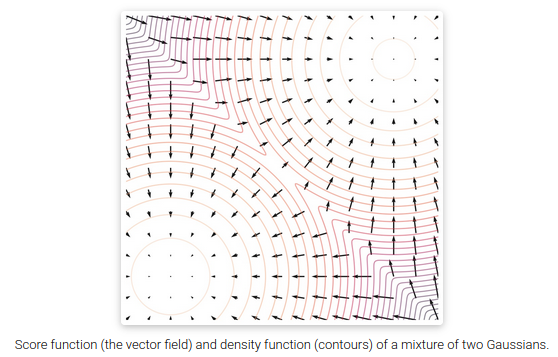 Score function (the vector field) and density function (contours) of a mixture of two Gaussians.